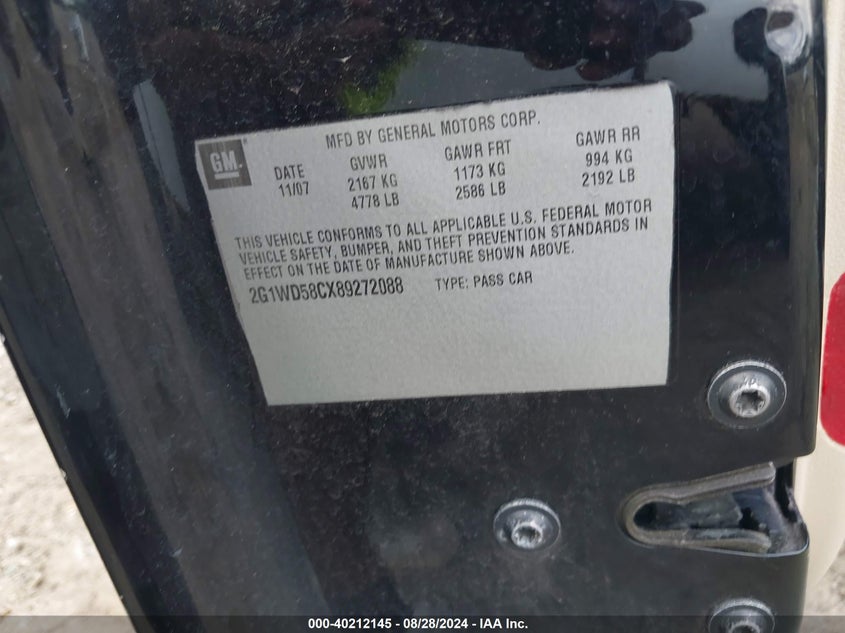 MFD BY GENERAL MOTORS CORP.
GM
DATE GVWR GAWR FRT GAWR RR
11/07 2167 KG 1173 KG 994 KG
4778 LB 2586 LB 2192 LB
THIS VEHICLE CONFORMS TO ALL APPLICABLE U.S. FEDERAL MOTOR
VEHICLE SAFETY, BUMPER, AND THEFT PREVENTION STANDARDS IN
EFFECT ON THE DATE OF MANUFACTURE SHOWN ABOVE.
2G1WD58CX89272088 TYPE: PASS CAR
000-40212145 - 08/28/2024 - IAA Inc.